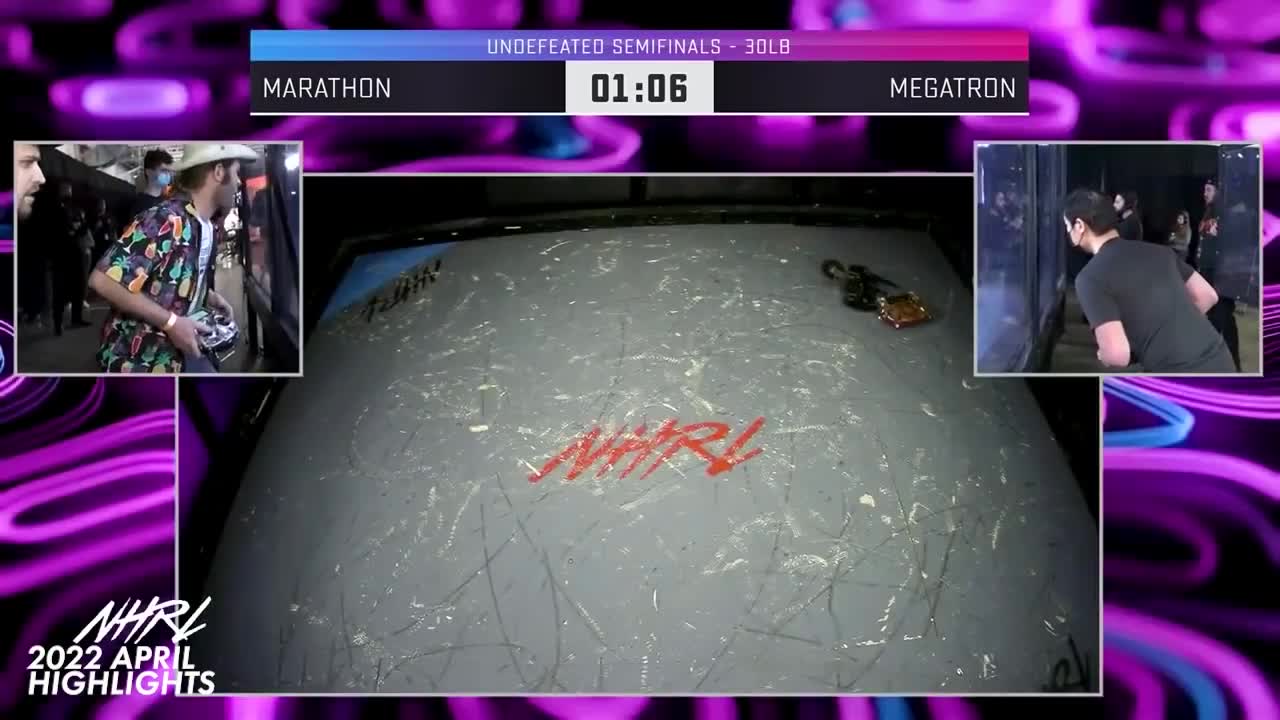 UNDEFEATED SEMIFINALS - 30LB
MARATHON
01:06
MEGATRON
NHRL
NHRL
2022 APRIL
HIGHLIGHTS